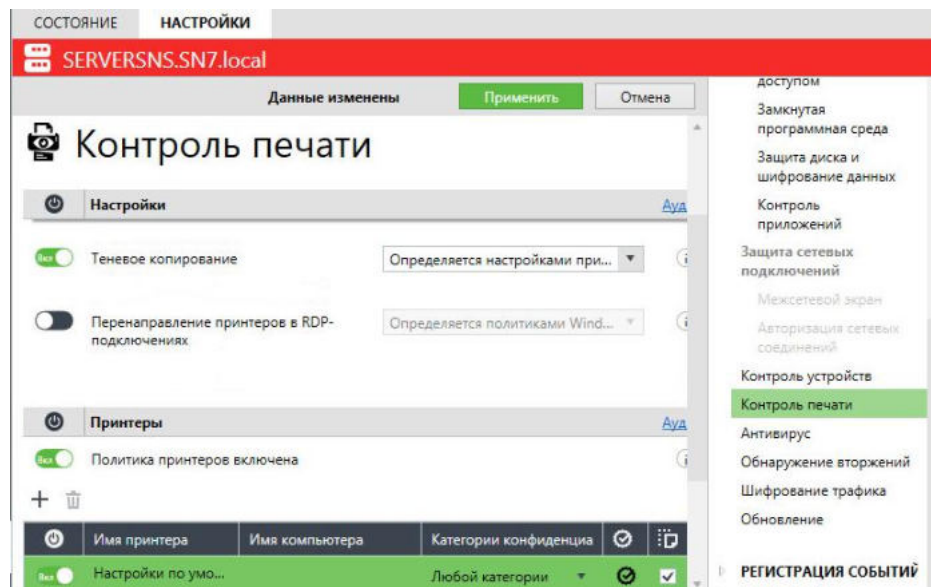 СОСТОЯНИЕ НАСТРОЙКИ
SERVERSNS.SN7.local
Данные изменены Применить Отмена
Контроль печати
Настройки Ауд
Вкл Теневое копирование Определяется настройками при...
Перенаправление принтеров в RDP-
подключениях
Определяется политиками Wind...
Принтеры Ауд
Вкл Политика принтеров включена
Имя принтера Имя компьютера Категории конфиденциа
Вкл Настройки по умо... Любой категории
доступом
Замкнутая
программная среда
Защита диска и
шифрование данных
Контроль
приложений
Защита сетевых
подключений
Межсетевой экран
Авторизация сетевых
соединений
Контроль устройств
Контроль печати
Антивирус
Обнаружение вторжений
Шифрование трафика
Обновление
РЕГИСТРАЦИЯ СОБЫТИЙ